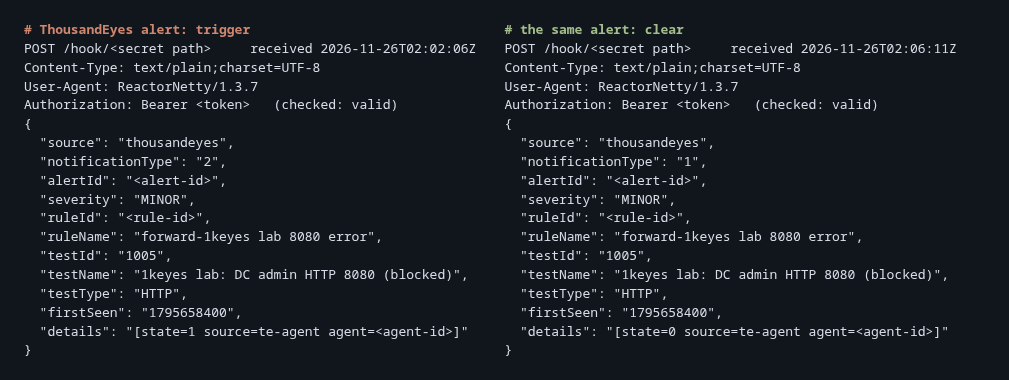 # ThousandEyes alert: trigger
POST /hook/<secret path>     received 2026-11-26T02:02:06Z
Content-Type: text/plain;charset=UTF-8
User-Agent: ReactorNetty/1.3.7
Authorization: Bearer <token>   (checked: valid)
{
  "source": "thousandeyes",
  "notificationType": "2",
  "alertId": "<alert-id>",
  "severity": "MINOR",
  "ruleId": "<rule-id>",
  "ruleName": "forward-1keyes lab 8080 error",
  "testId": "1005",
  "testName": "1keyes lab: DC admin HTTP 8080 (blocked)",
  "testType": "HTTP",
  "firstSeen": "1795658400",
  "details": "[state=1 source=te-agent agent=<agent-id>]"
}
# the same alert: clear
POST /hook/<secret path>     received 2026-11-26T02:06:11Z
Content-Type: text/plain;charset=UTF-8
User-Agent: ReactorNetty/1.3.7
Authorization: Bearer <token>   (checked: valid)
{
  "source": "thousandeyes",
  "notificationType": "1",
  "alertId": "<alert-id>",
  "severity": "MINOR",
  "ruleId": "<rule-id>",
  "ruleName": "forward-1keyes lab 8080 error",
  "testId": "1005",
  "testName": "1keyes lab: DC admin HTTP 8080 (blocked)",
  "testType": "HTTP",
  "firstSeen": "1795658400",
  "details": "[state=0 source=te-agent agent=<agent-id>]"
}